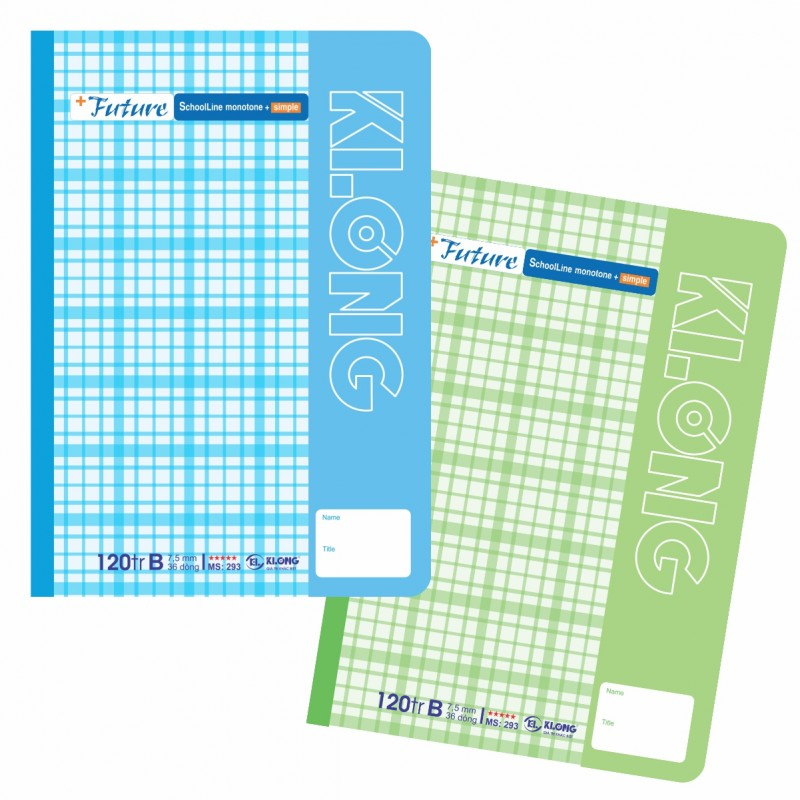 +Future SchoolLine monotone + simple
KLONG
Name
Title
120tr B 7,5 mm 36 dòng ★★★★★ MS: 293 KLONG
+Future SchoolLine monotone + simple
KLONG
Name
Title
120tr B 7,5 mm 36 dòng ★★★★★ MS: 293 KLONG